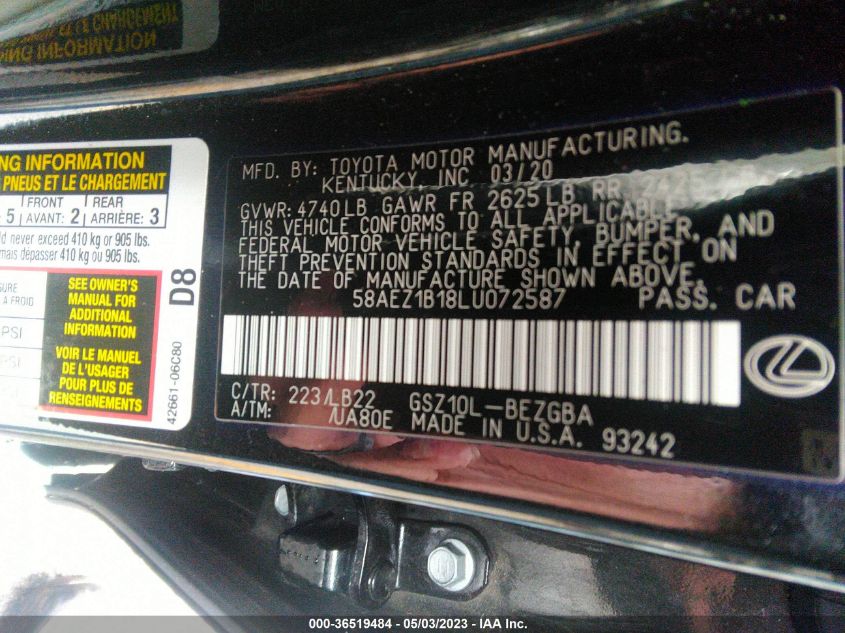 NG INFORMATION
PNEUS ET LE CHARGEMENT
FRONT REAR
5 AVANT: 2 ARRIÈRE: 3
never exceed 410 kg or 905 lbs.
dépasser 410 kg ou 905 lbs.
À FROID
PSI
SEE OWNER'S
MANUAL FOR
ADDITIONAL
INFORMATION
VOIR LE MANUEL
DE L'USAGER
POUR PLUS DE
RENSEIGNEMENTS
D8
42661-06C80
MFD. BY: TOYOTA MOTOR MANUFACTURING.
KENTUCKY, INC 03/20
GVWR: 4740LB GAWR FR 2625LB RR
THIS VEHICLE CONFORMS TO ALL APPLICABLE
FEDERAL MOTOR VEHICLE SAFETY, BUMPER, AND
THEFT PREVENTION STANDARDS IN EFFECT ON
THE DATE OF MANUFACTURE SHOWN ABOVE.
58AEZ1B18LU072587 PASS. CAR
C/TR: 223/LB22 GSZ10L-BEZGBA
A/TM: /UA80E MADE IN U.S.A. 93242
000-36519484 - 05/03/2023 - IAA Inc.